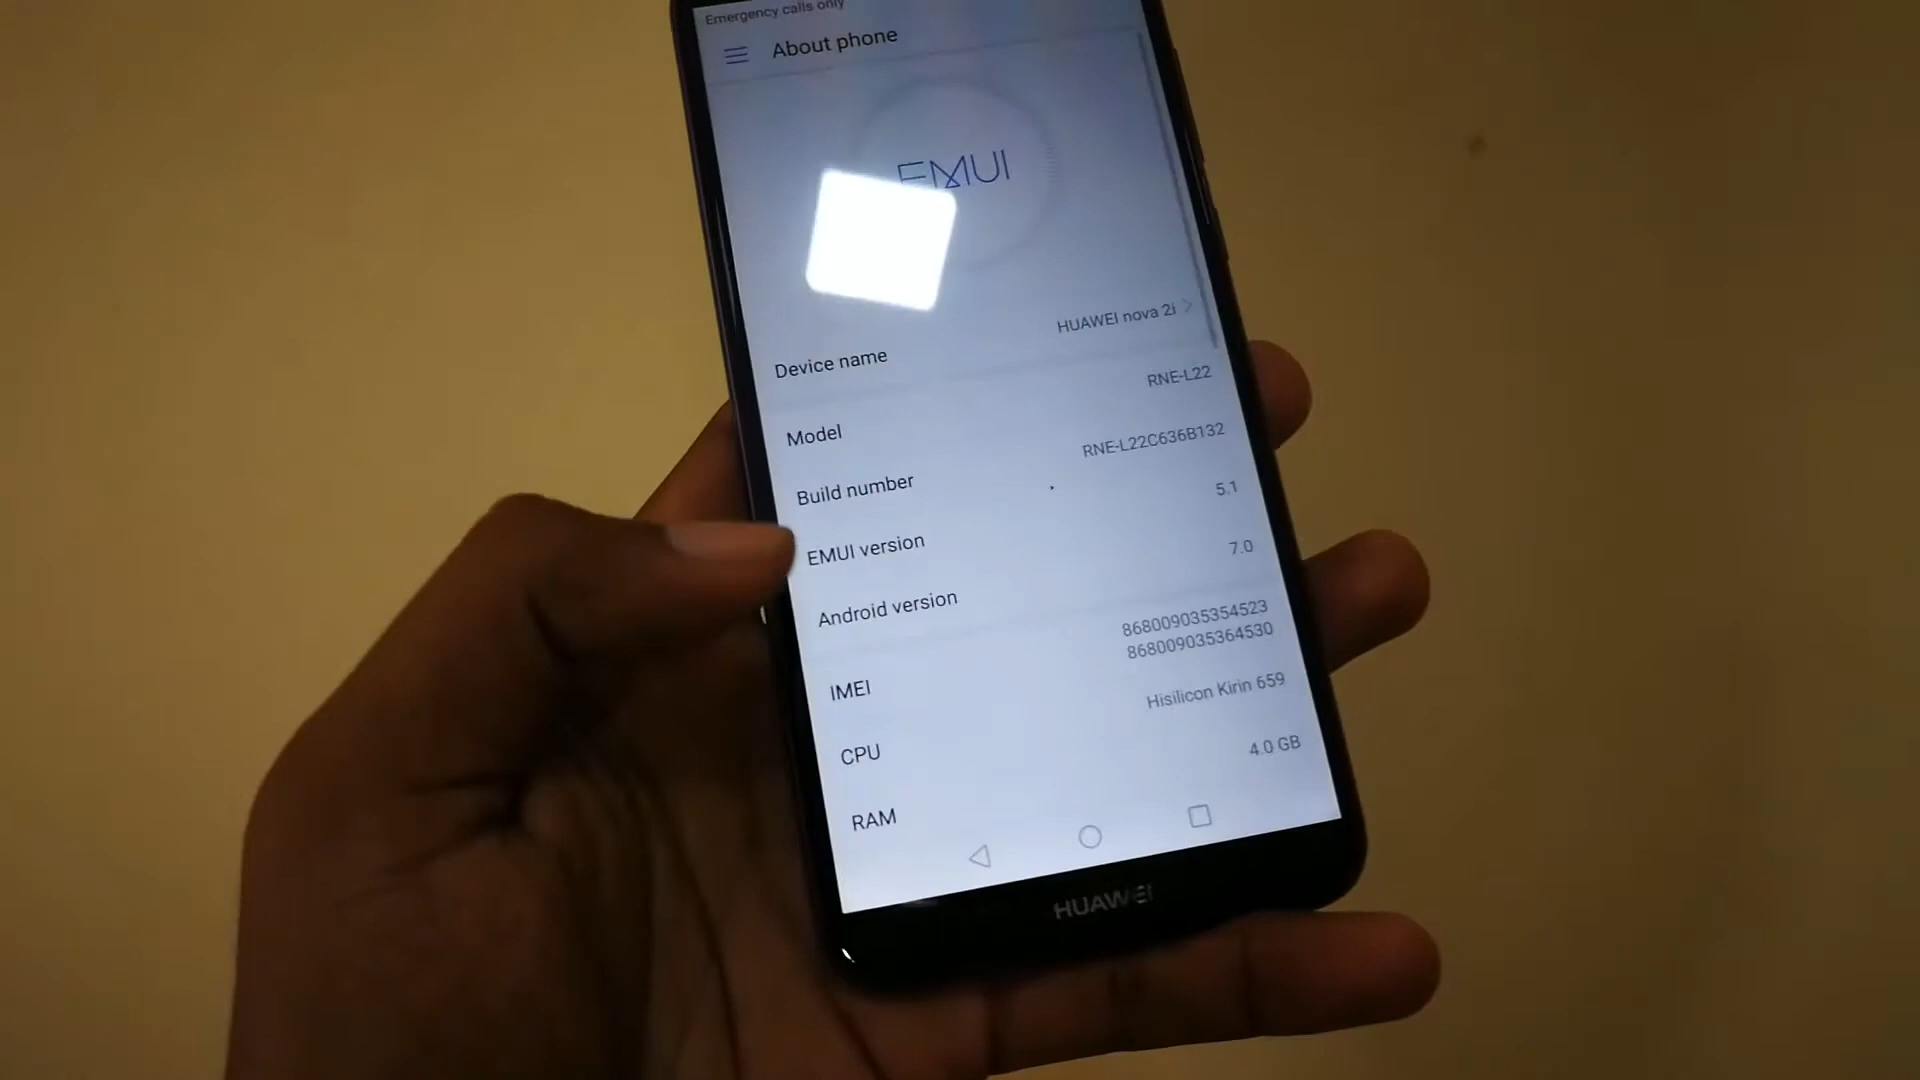 Emergency calls only
About phone
EMUI
Device name
HUAWEI nova 2i
Model
RNE-L22
Build number
RNE-L22C636B132
EMUI version
5.1
Android version
7.0
IMEI
868009035354523
868009035364530
CPU
Hisilicon Kirin 659
RAM
4.0 GB
HUAWEI